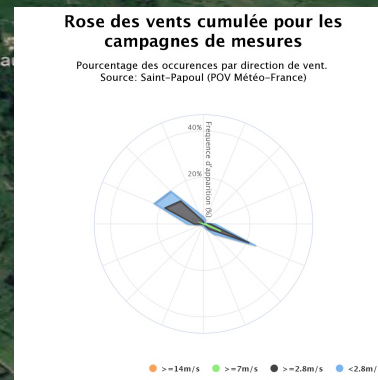 Rose des vents cumulée pour les
campagnes de mesures
Pourcentage des occurences par direction de vent.
Source: Saint-Papoul (POV Météo-France)
40%
20%
Frequence d'apparition (%)
>=14m/s
>=7m/s
>=2.8m/s
<2.8m/